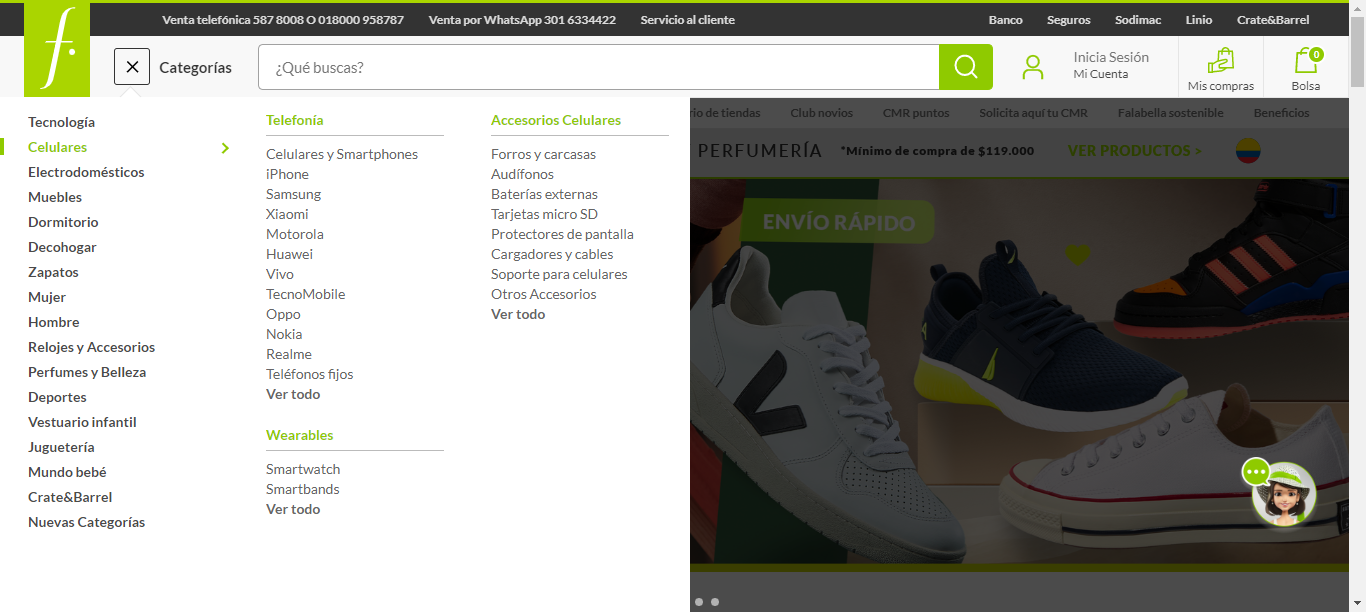 Venta telefónica 587 8008 O 018000 958787
Venta por WhatsApp 301 6334422
Servicio al cliente
Banco
Seguros
Sodimac
Linio
Crate&Barrel
f.
Categorías
¿Qué buscas?
Inicia Sesión
Mi Cuenta
Mis compras
0
Bolsa
Tecnología
Celulares
Electrodomésticos
Muebles
Dormitorio
Decohogar
Zapatos
Mujer
Hombre
Relojes y Accesorios
Perfumes y Belleza
Deportes
Vestuario infantil
Juguetería
Mundo bebé
Crate&Barrel
Nuevas Categorías
Telefonía
Celulares y Smartphones
iPhone
Samsung
Xiaomi
Motorola
Huawei
Vivo
TecnoMobile
Oppo
Nokia
Realme
Teléfonos fijos
Ver todo
Wearables
Smartwatch
Smartbands
Ver todo
Accesorios Celulares
Forros y carcasas
Audífonos
Baterías externas
Tarjetas micro SD
Protectores de pantalla
Cargadores y cables
Soporte para celulares
Otros Accesorios
Ver todo
de tiendas
Club novios
CMR puntos
Solicita aquí tu CMR
Falabella sostenible
Beneficios
PERFUMERÍA
*Mínimo de compra de $119.000
VER PRODUCTOS >
ENVÍO RÁPIDO